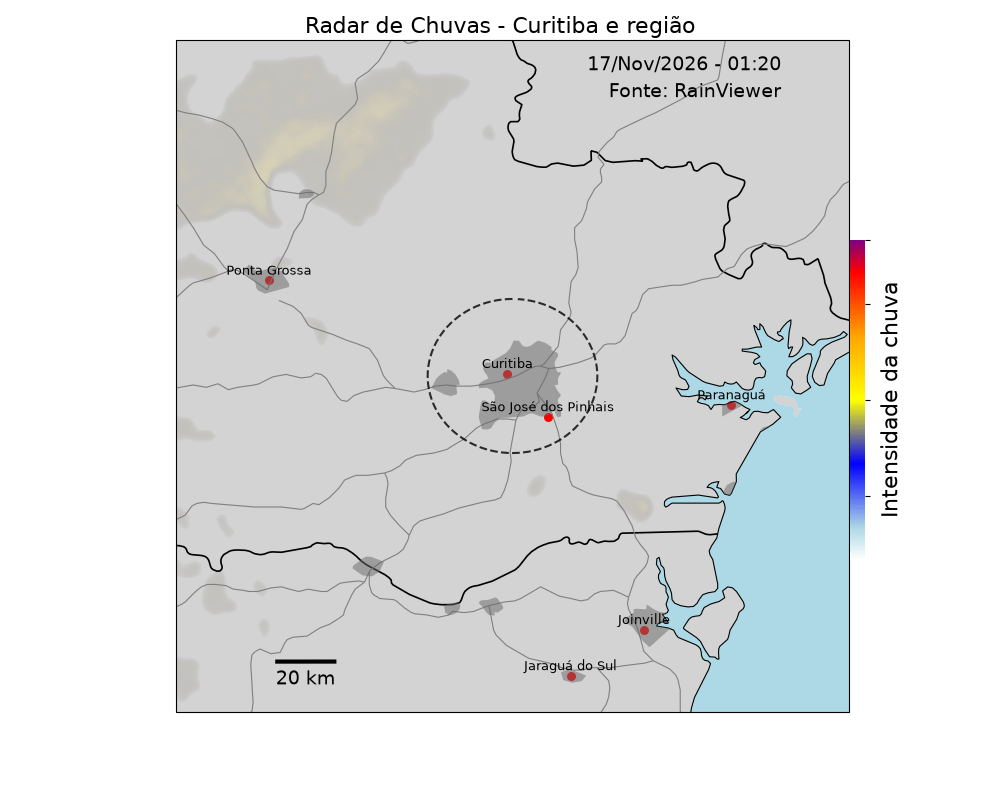 Radar de Chuvas - Curitiba e região
17/Nov/2026 - 01:20
Fonte: RainViewer
Ponta Grossa
Curitiba
Paranaguá
São José dos Pinhais
Intensidade da chuva
Joinville
Jaraguá do Sul
20 km